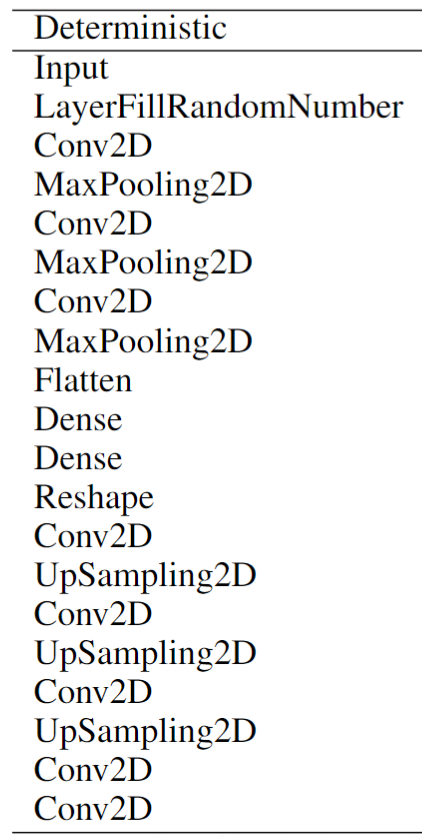 Deterministic
Input
LayerFillRandomNumber
Conv2D
MaxPooling2D
Conv2D
MaxPooling2D
Conv2D
MaxPooling2D
Flatten
Dense
Dense
Reshape
Conv2D
UpSampling2D
Conv2D
UpSampling2D
Conv2D
UpSampling2D
Conv2D
Conv2D